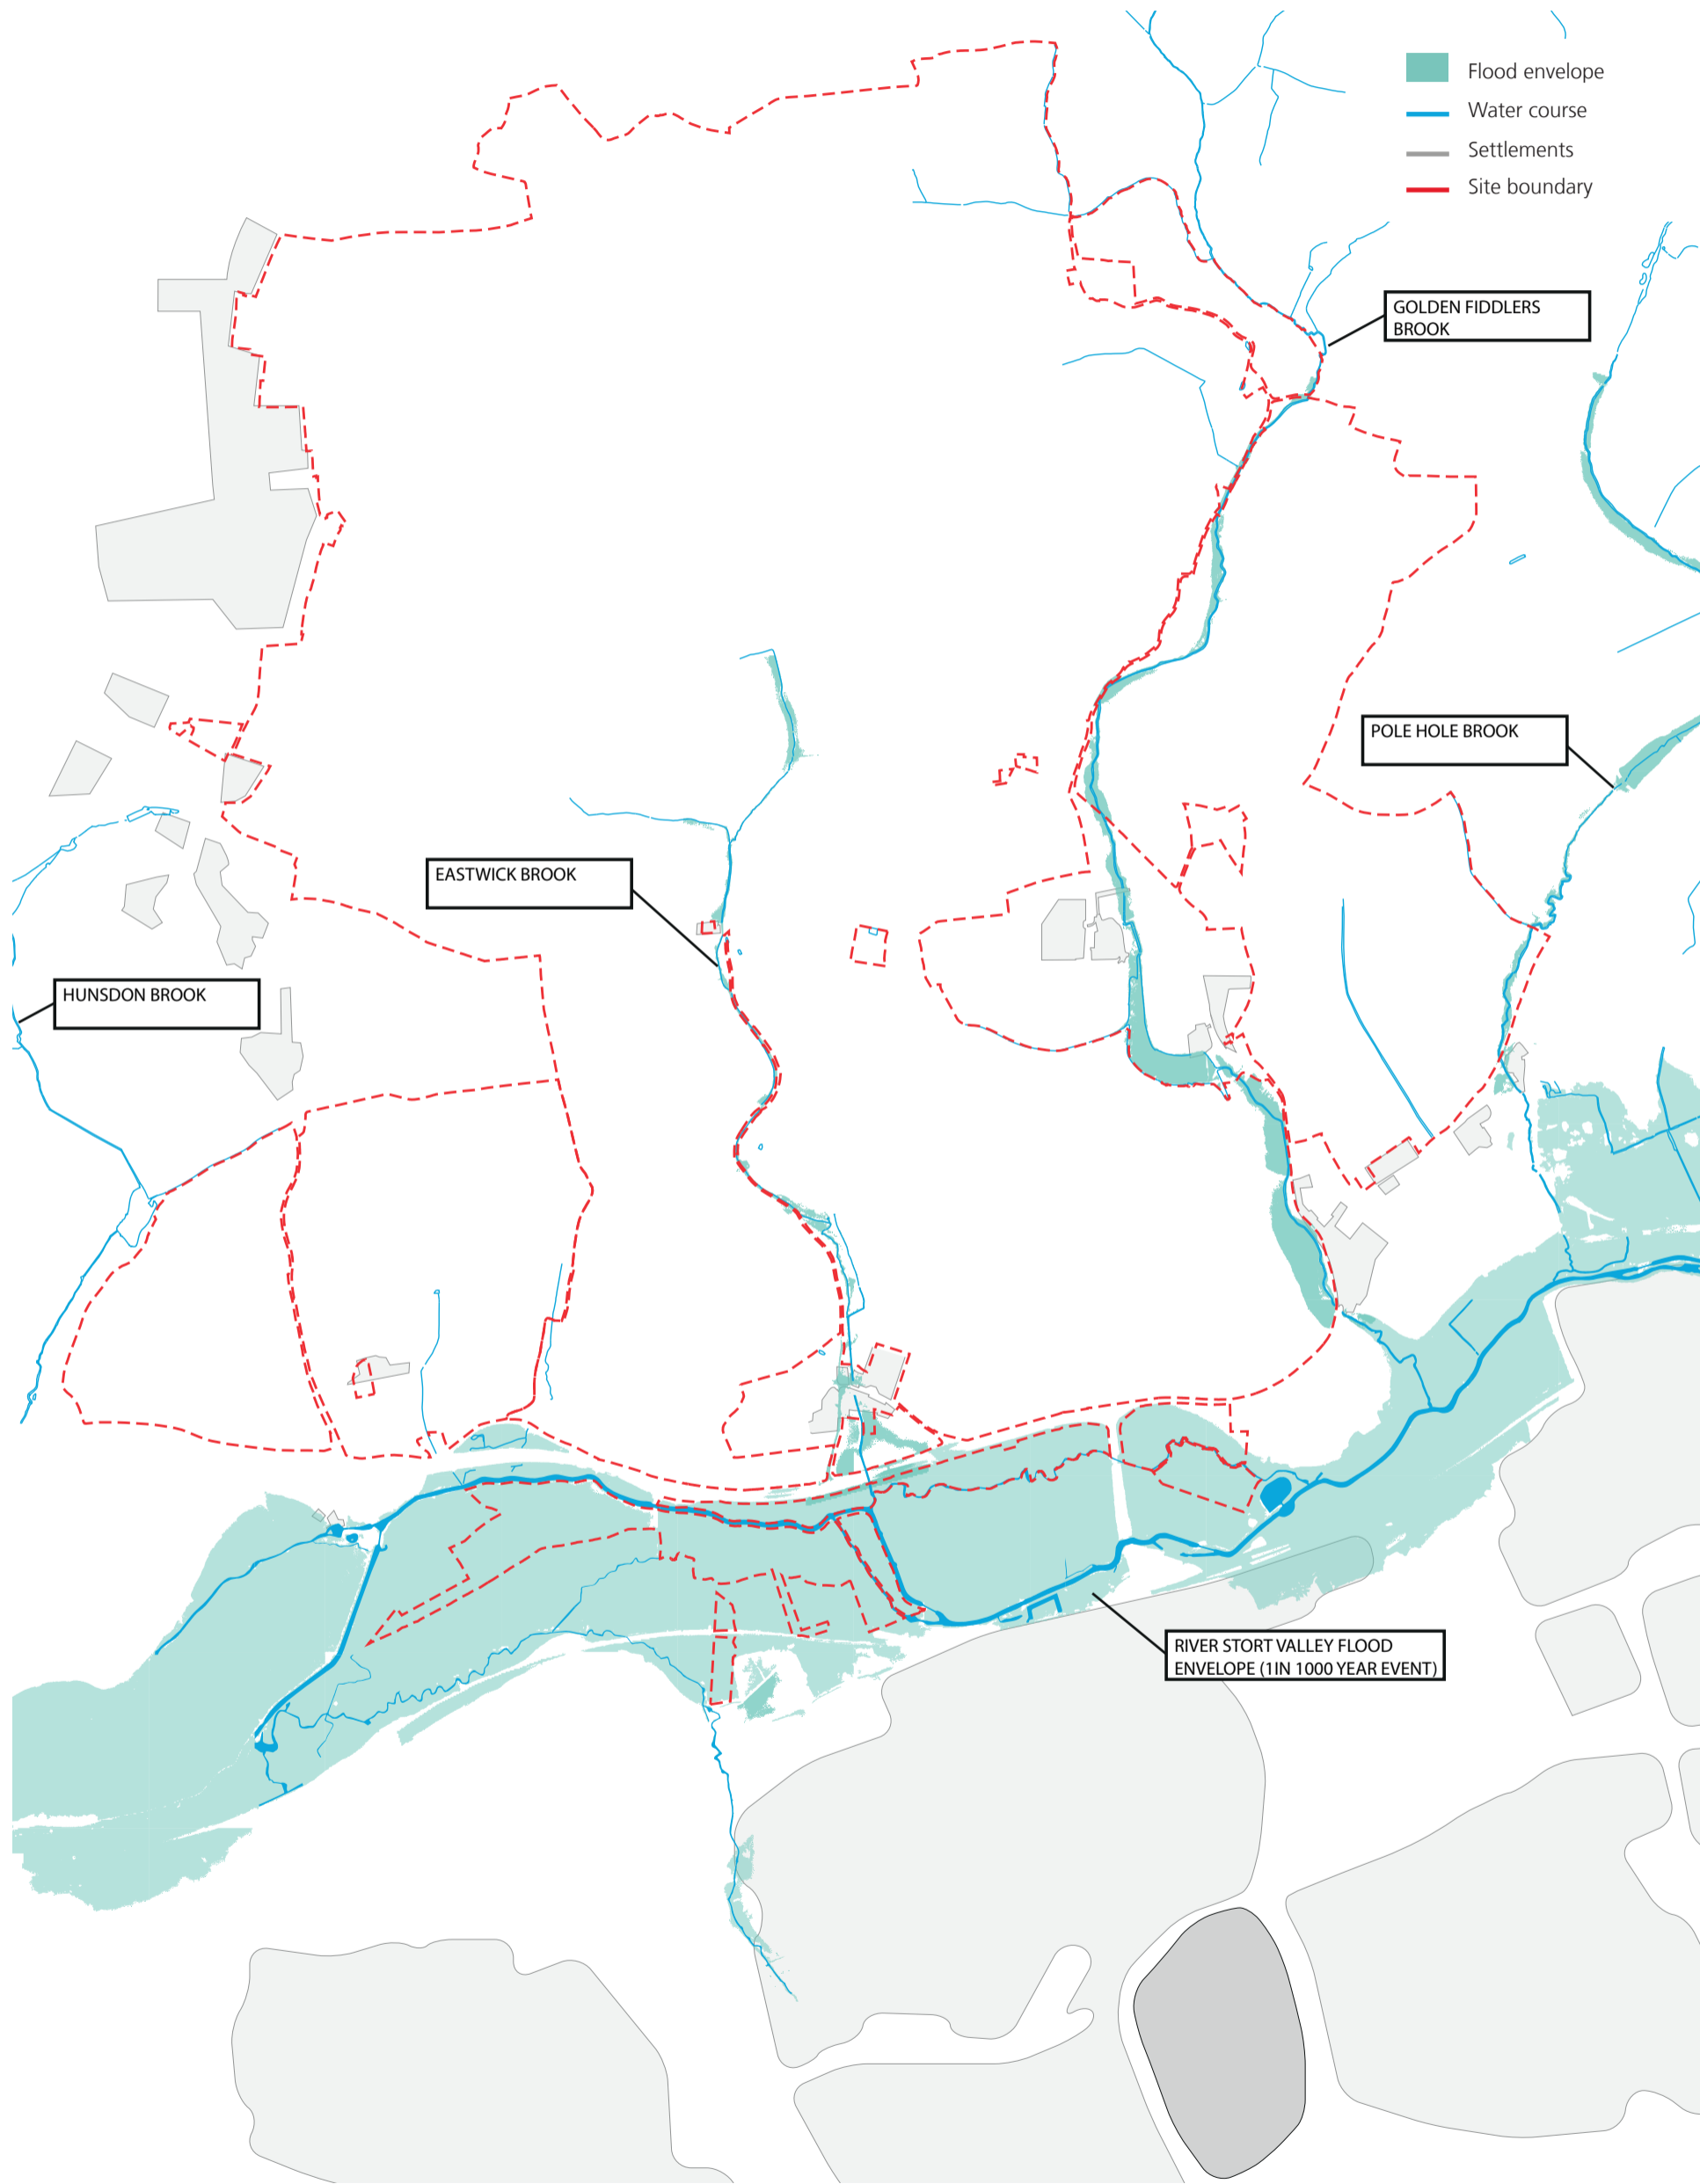 Flood envelope
Water course
Settlements
Site boundary
GOLDEN FIDDLERS
BROOK
POLE HOLE BROOK
EASTWICK BROOK
HUNSDON BROOK
RIVER STORT VALLEY FLOOD
ENVELOPE (1IN 1000 YEAR EVENT)